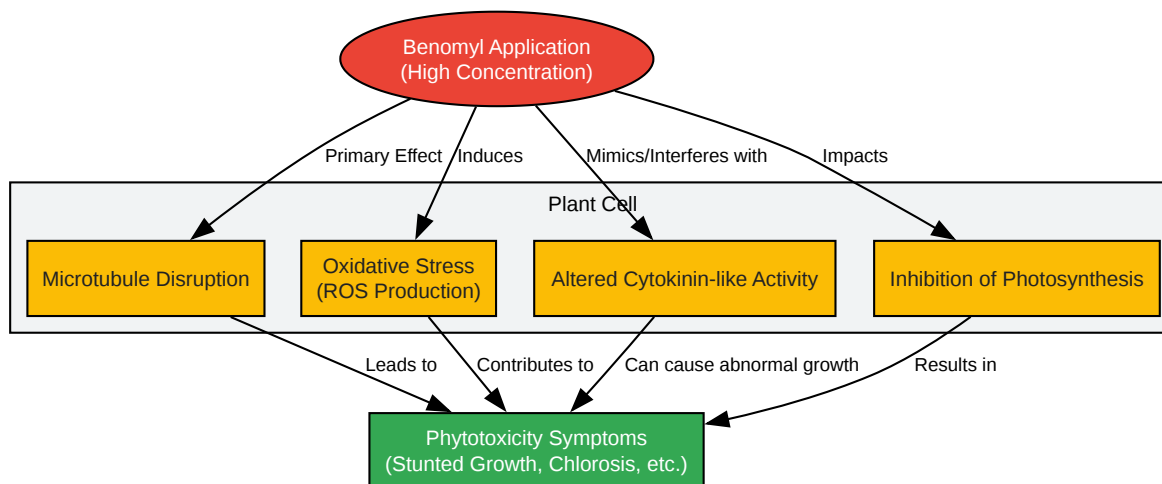 Benomyl Application
(High Concentration)
Primary Effect
Induces
Mimics/Interferes with
Impacts
Plant Cell
Microtubule Disruption
Oxidative Stress
(ROS Production)
Altered Cytokinin-like Activity
Inhibition of Photosynthesis
Leads to
Contributes to
Can cause abnormal growth
Results in
Phytotoxicity Symptoms
(Stunted Growth, Chlorosis, etc.)